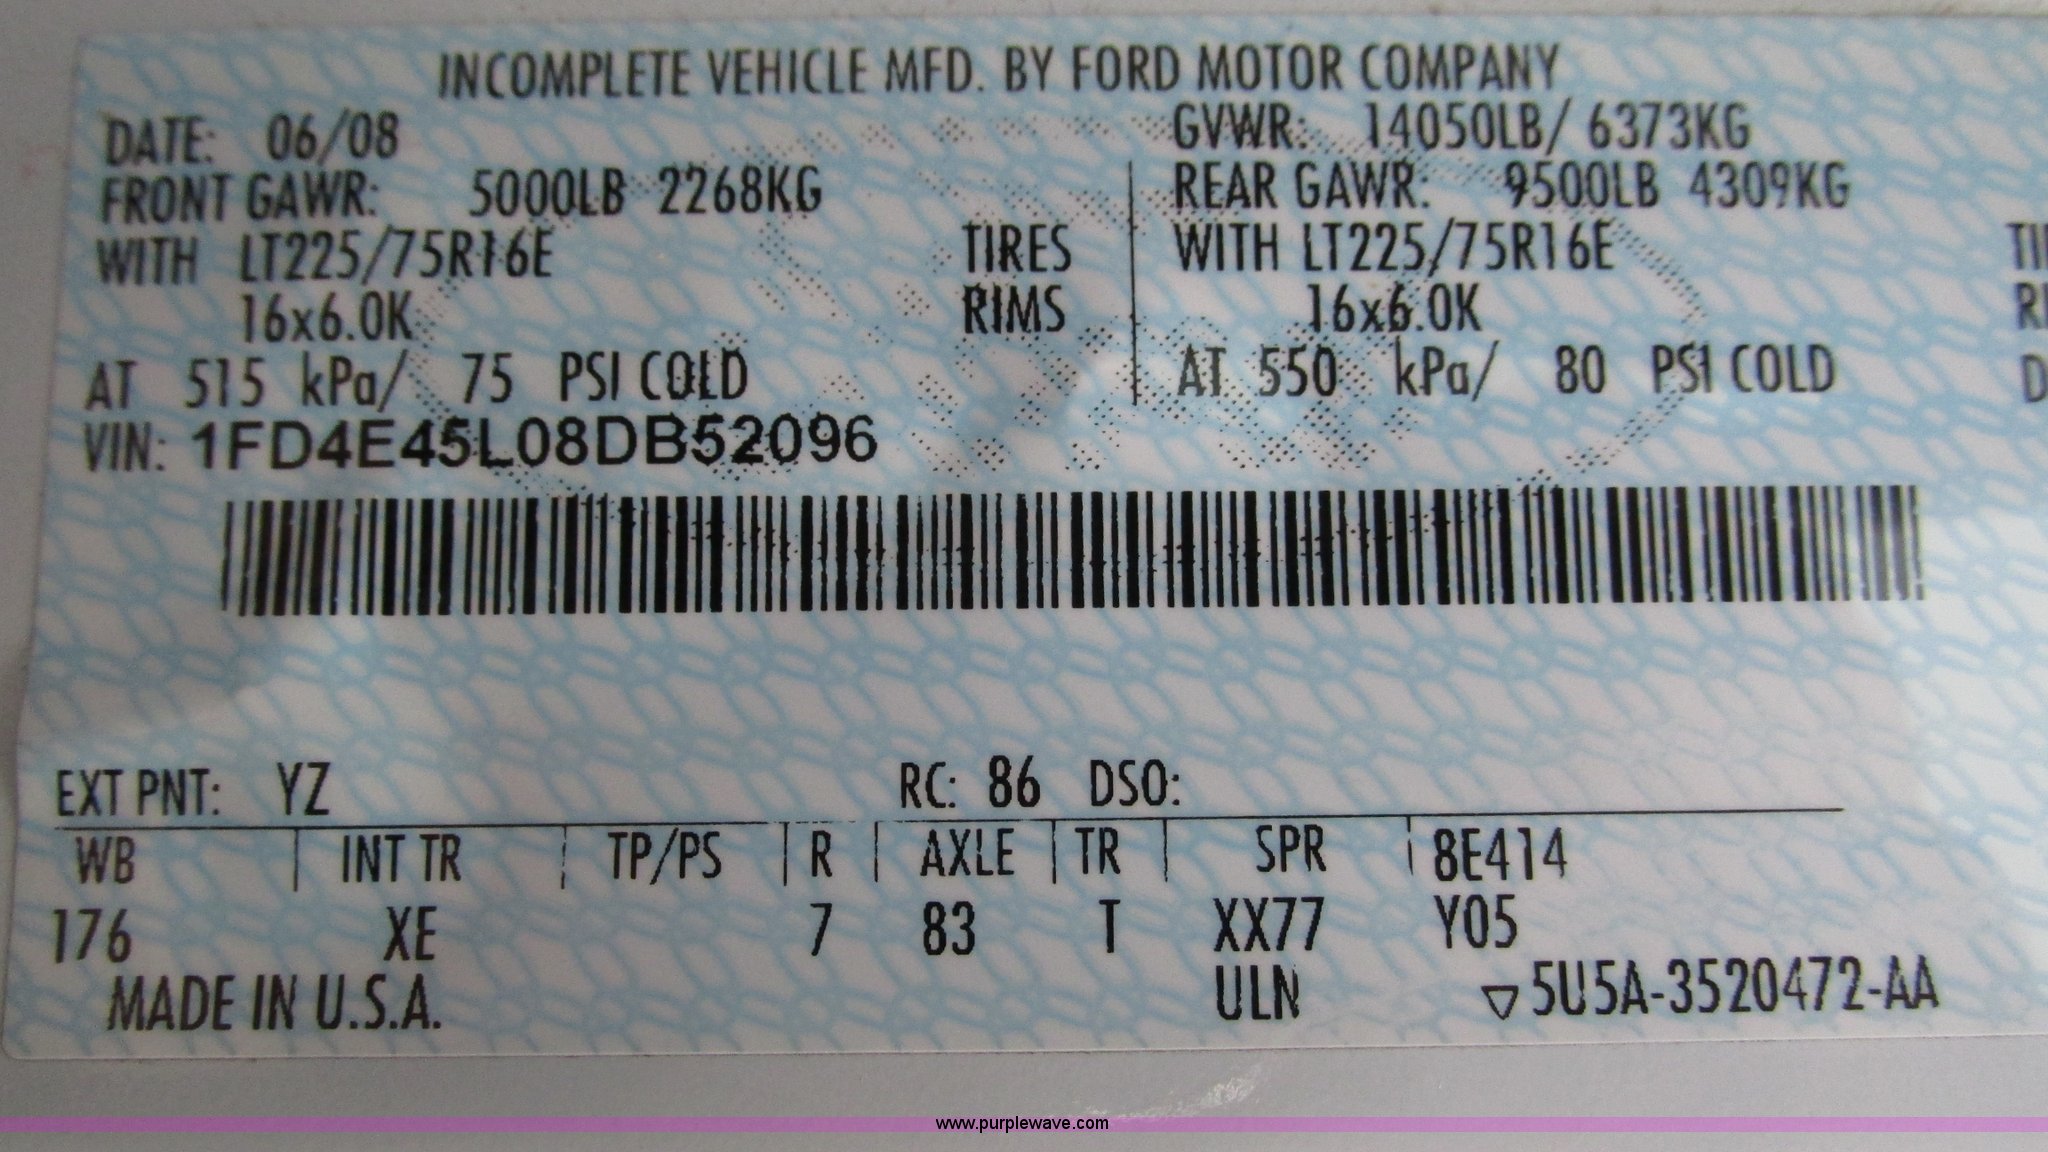 INCOMPLETE VEHICLE MFD. BY FORD MOTOR COMPANY
DATE: 06/08 GVWR: 14050LB/ 6373KG
FRONT GAWR: 5000LB 2268KG REAR GAWR: 9500LB 4309KG
WITH LT225/75R16E TIRES WITH LT225/75R16E TI
16x6.0K RIMS 16x6.0K RI
AT 515 kPa/ 75 PSI COLD AT 550 kPa/ 80 PSI COLD D
VIN: 1FD4E45L08DB52096
EXT PNT: YZ RC: 86 DSO:
WB INT TR TP/PS R AXLE TR SPR 8E414
176 XE 7 83 T XX77 Y05
MADE IN U.S.A. ULN ▽5U5A-3520472-AA
www.purplewave.com